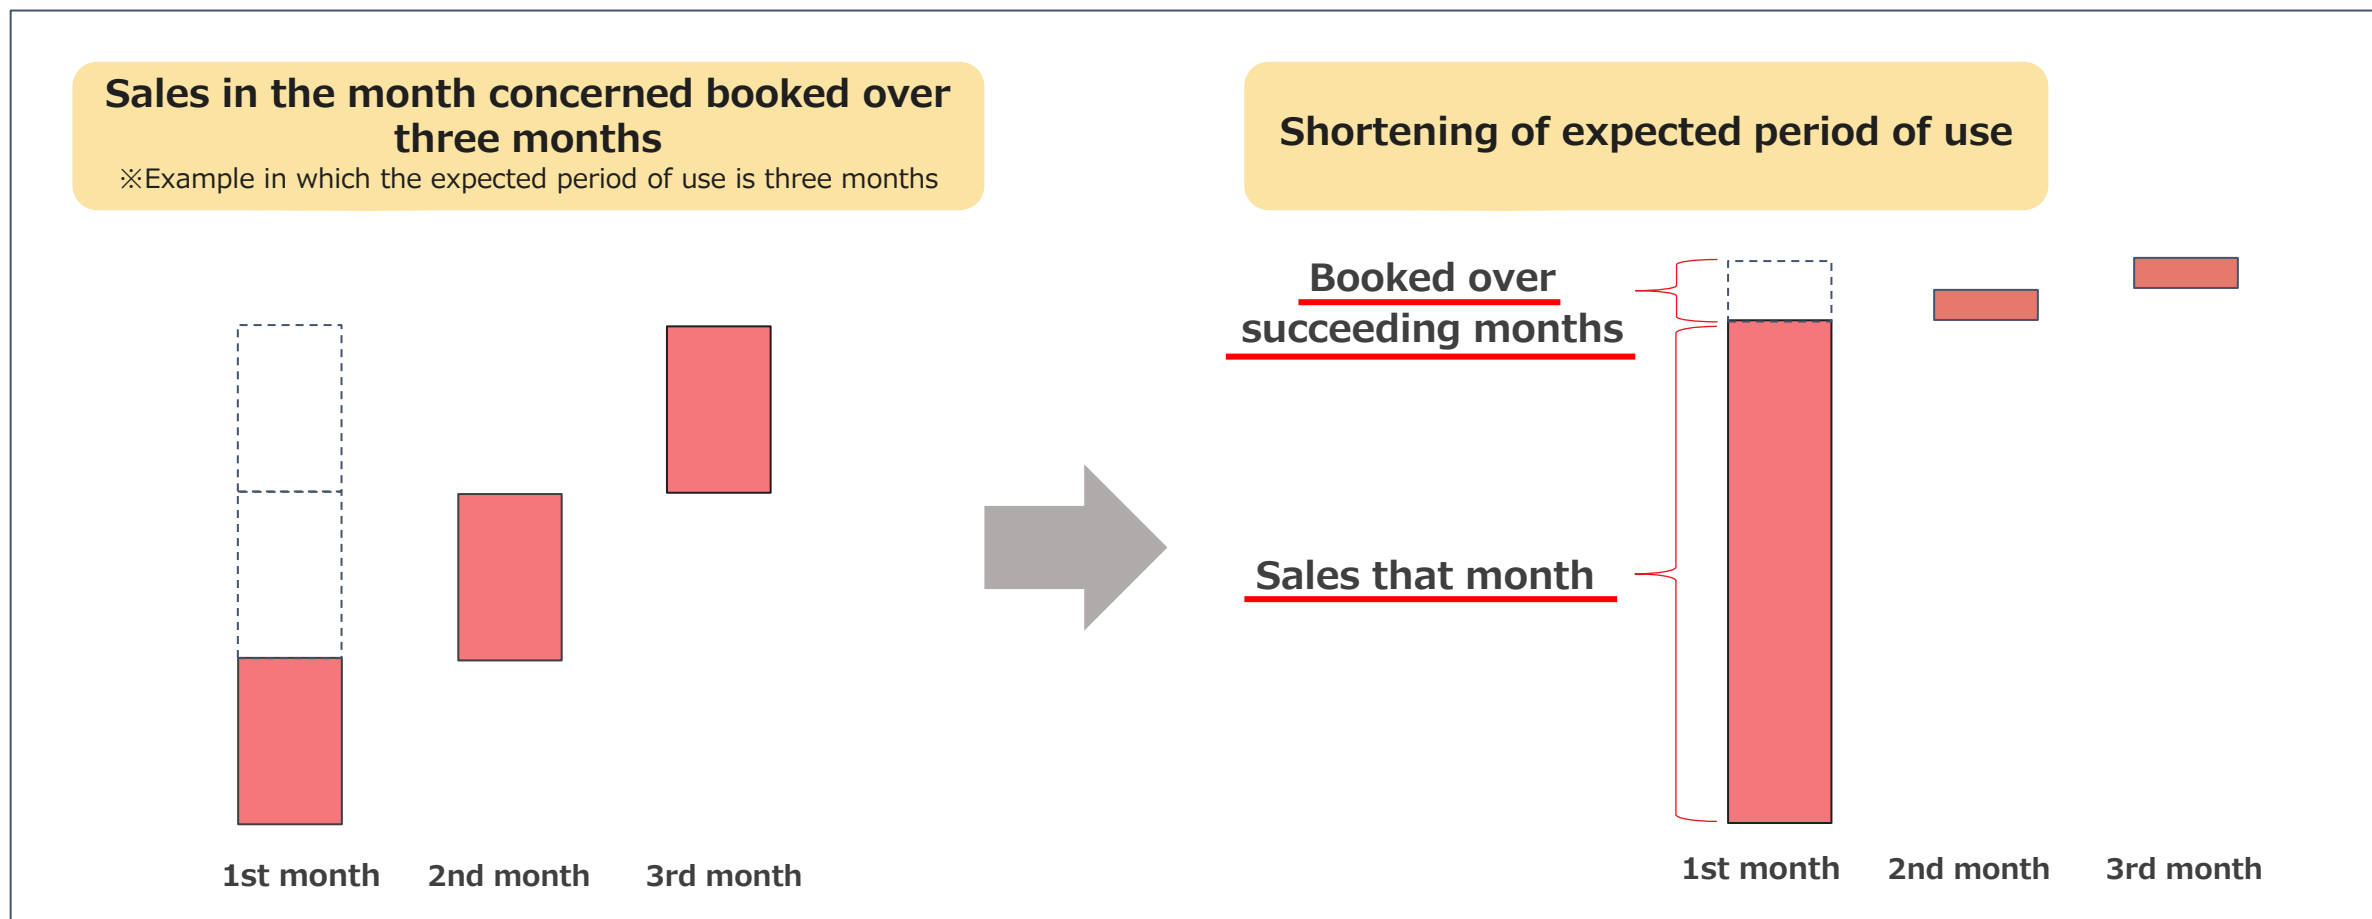 Sales in the month concerned booked over
three months
※Example in which the expected period of use is three months
Shortening of expected period of use
Booked over
succeeding months
Sales that month
1st month
2nd month
3rd month
1st month
2nd month
3rd month